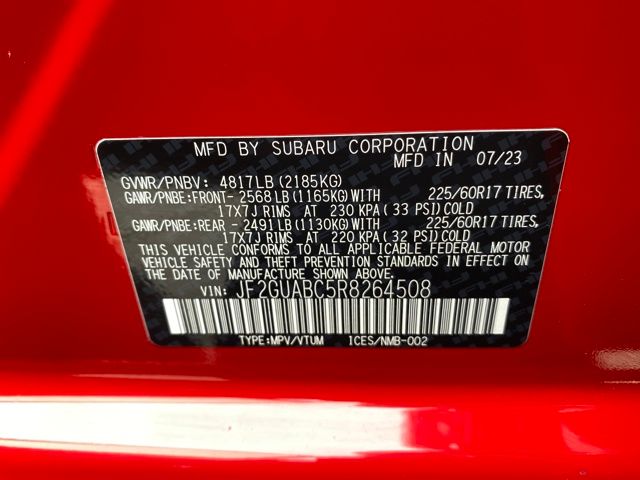 MFD BY SUBARU CORPORATION
MFD IN 07/23
GVWR/PNBV: 4817LB (2185KG)
GAWR/PNBE:FRONT- 2568 LB (1165KG)WITH 225/60R17 TIRES,
17X7J RIMS AT 230 KPA (33 PSI)COLD
GAWR/PNBE:REAR - 2491 LB (1130KG)WITH 225/60R17 TIRES,
17X7J RIMS AT 220 KPA (32 PSI)COLD
THIS VEHICLE CONFORMS TO ALL APPLICABLE FEDERAL MOTOR
VEHICLE SAFETY AND THEFT PREVENTION STANDARDS IN EFFECT ON
THE DATE OF MANUFACTURE SHOWN ABOVE.
VIN: JF2GUABC5R8264508
TYPE:MPV/VTUM ICES/NMB-002